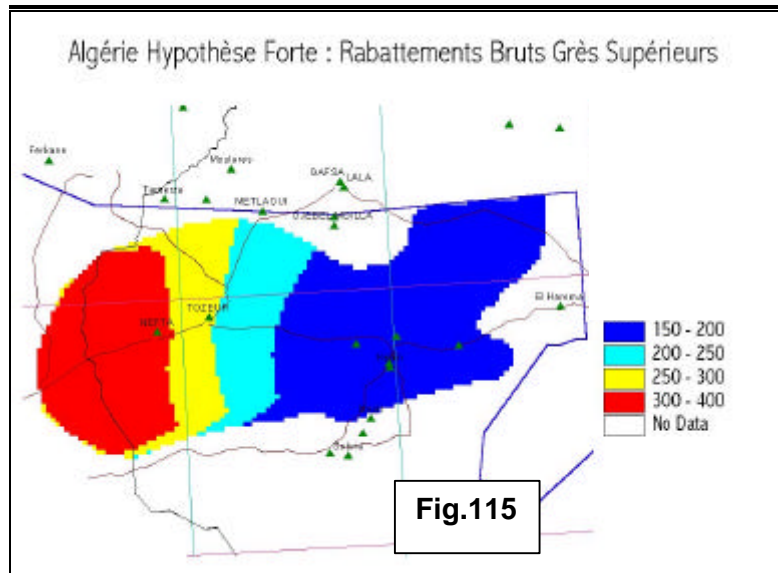 Algérie Hypothèse Forte : Rabattements Bruts Grès Supérieurs
Ferkane
Moulares
GAFSA
LALA
Tamerza
METLAOUI
TOZEUR
NEFTA
El Hamma
150 - 200
200 - 250
250 - 300
300 - 400
No Data
Fig.115